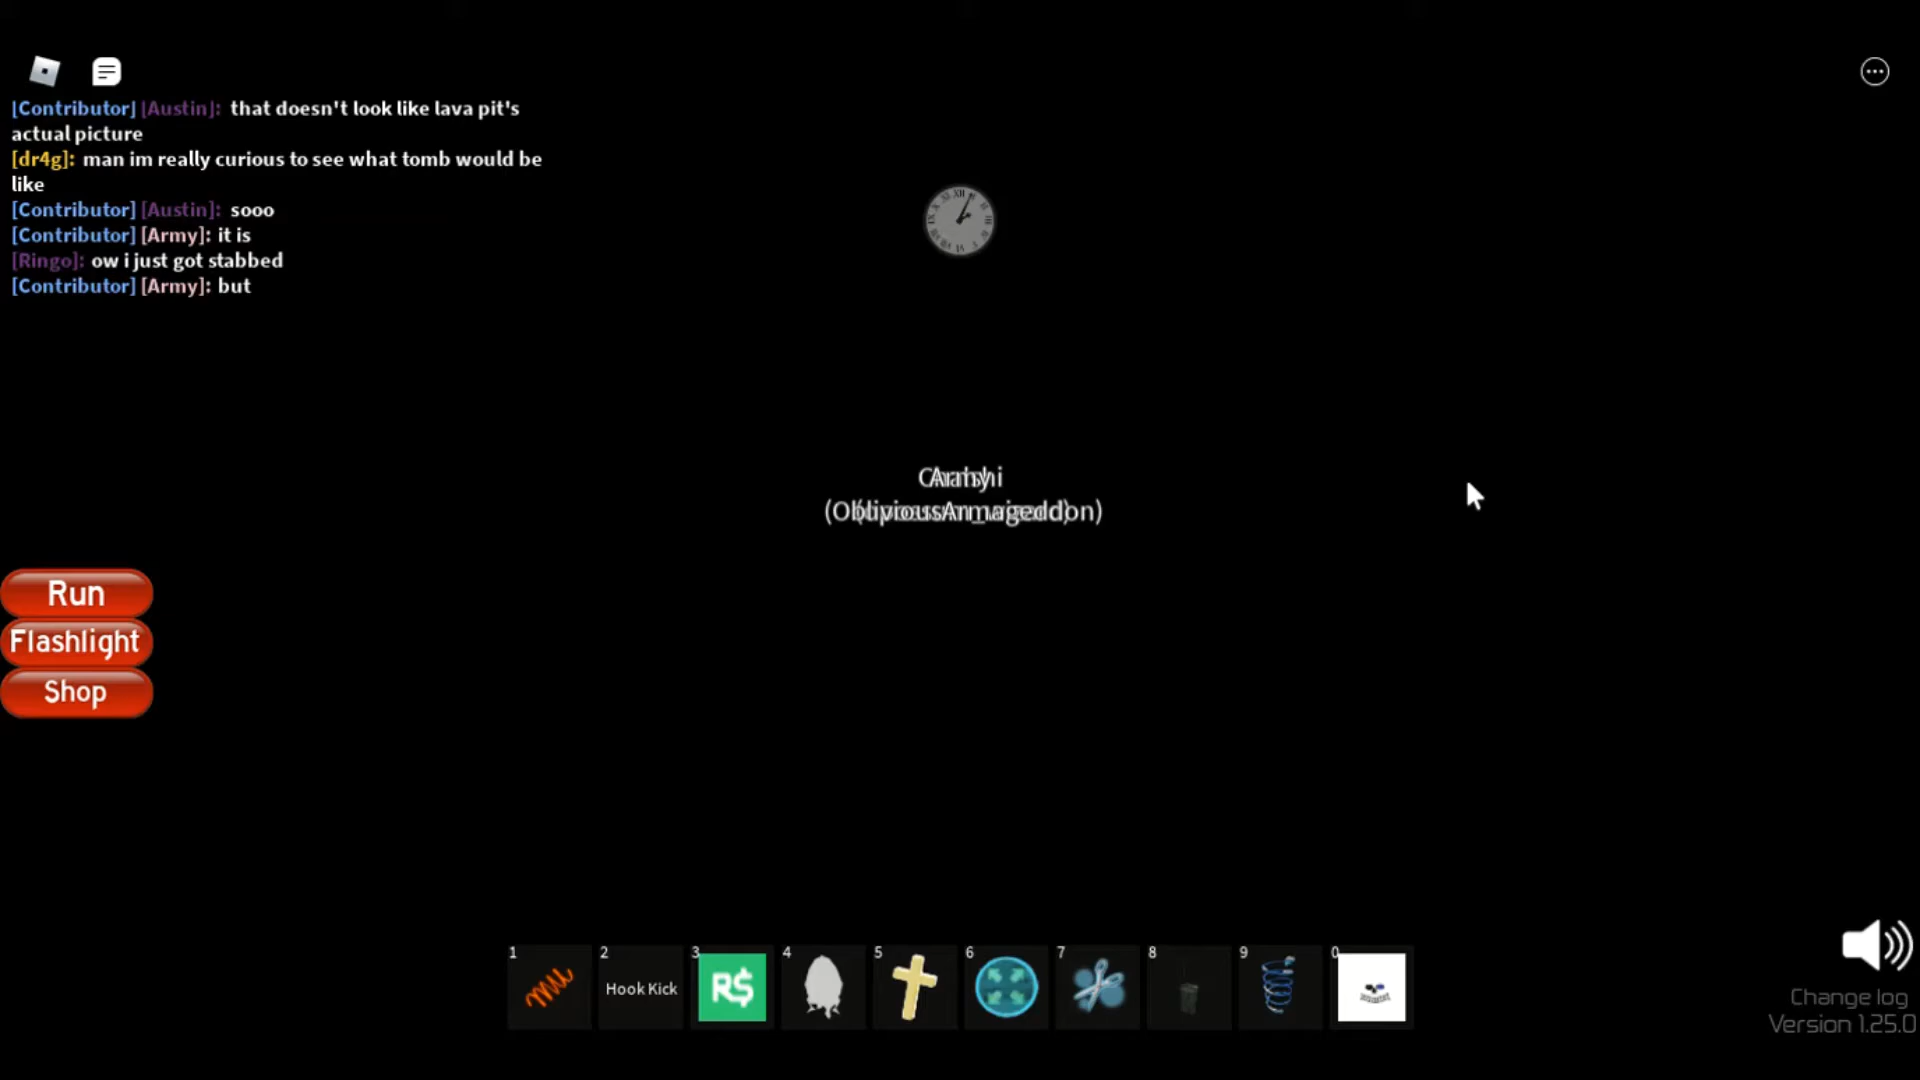 [Contributor] [Austin]: that doesn't look like lava pit's
actual picture
[dr4g]: man im really curious to see what tomb would be
like
[Contributor] [Austin]: sooo
[Contributor] [Army]: it is
[Ringo]: ow i just got stabbed
[Contributor] [Army]: but
Army
(ObliviousArmageddon)
Run
Flashlight
Shop
1
2
3
4
5
6
7
8
9
0
Hook Kick
R$
Change log
Version 1.25.0